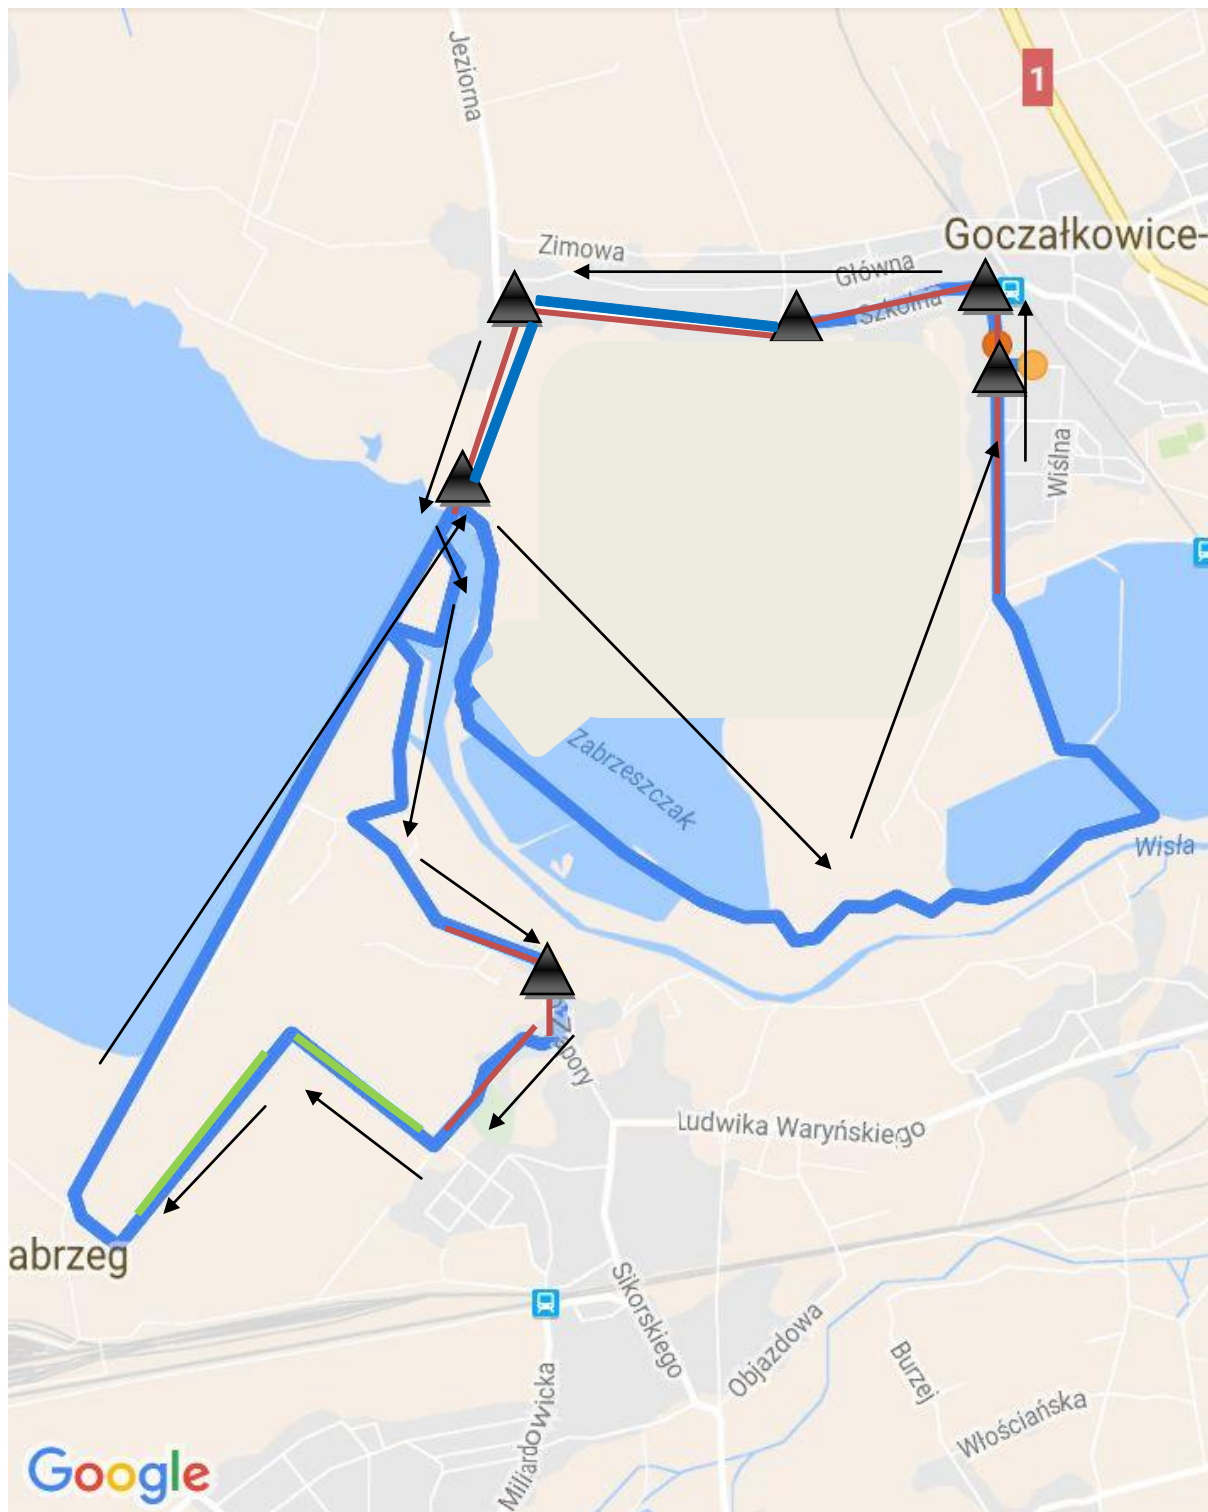 Jeziorna
1
Goczałkowice-
Zimowa
Główna
Szkolna
Wiślna
Zabrzeszczak
Wisła
Zapory
Ludwika Waryńskiego
abrzeg
Sikorskiego
Objazdowa
Burzej
Miliardowicka
Włościańska
Google